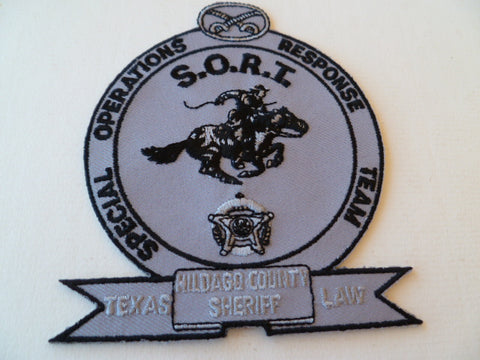 SPECIAL OPERATIONS RESPONSE TEAM
S.O.R.T.
HILDAGO COUNTY
TEXAS SHERIFF LAW